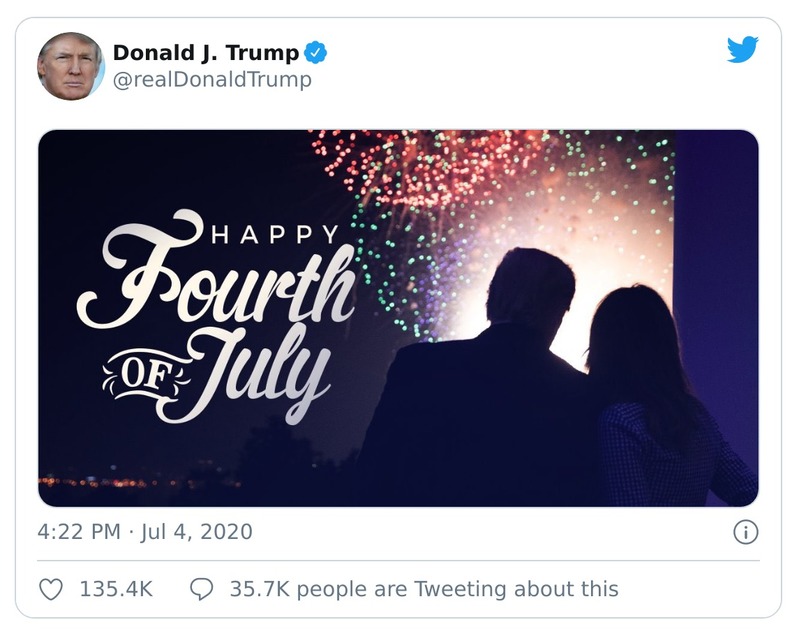 Donald J. Trump
@realDonaldTrump
HAPPY
Fourth
OF July
4:22 PM · Jul 4, 2020
135.4K 35.7K people are Tweeting about this